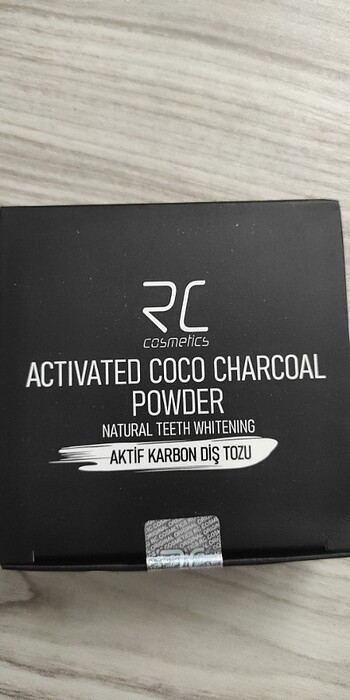 RC
cosmetics
ACTIVATED COCO CHARCOAL
POWDER
NATURAL TEETH WHITENING
AKTİF KARBON DİŞ TOZU